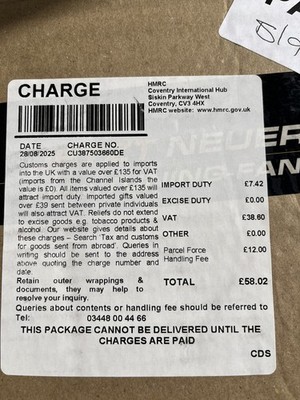 CHARGE
HMRC
Coventry International Hub
Siskin Parkway West
Coventry, CV3 4HX
HMRC website: www.hmrc.gov.uk
DATE CHARGE NO.
28/08/2025 CU387503660DE
Customs charges are applied to imports
into the UK with a value over £135 for VAT
(imports from the Channel Islands the
value is £0). All items valued over £135 will
attract import duty. Imported gifts valued
over £39 sent between private individuals
will also attract VAT. Reliefs do not extend
to excise goods e.g. tobacco products &
alcohol. Our website gives details about
these charges – Search 'Tax and customs
for goods sent from abroad'. Queries in
writing should be sent to the address
above quoting the charge number and
date.
Retain outer wrappings &
documents, they may help to
resolve your inquiry.
IMPORT DUTY £7.42
EXCISE DUTY £0.00
VAT £38.60
OTHER £0.00
Parcel Force £12.00
Handling Fee
TOTAL: £58.02
Queries about contents or handling fee should be referred to
Tel: 03448 00 44 66
THIS PACKAGE CANNOT BE DELIVERED UNTIL THE
CHARGES ARE PAID
CDS